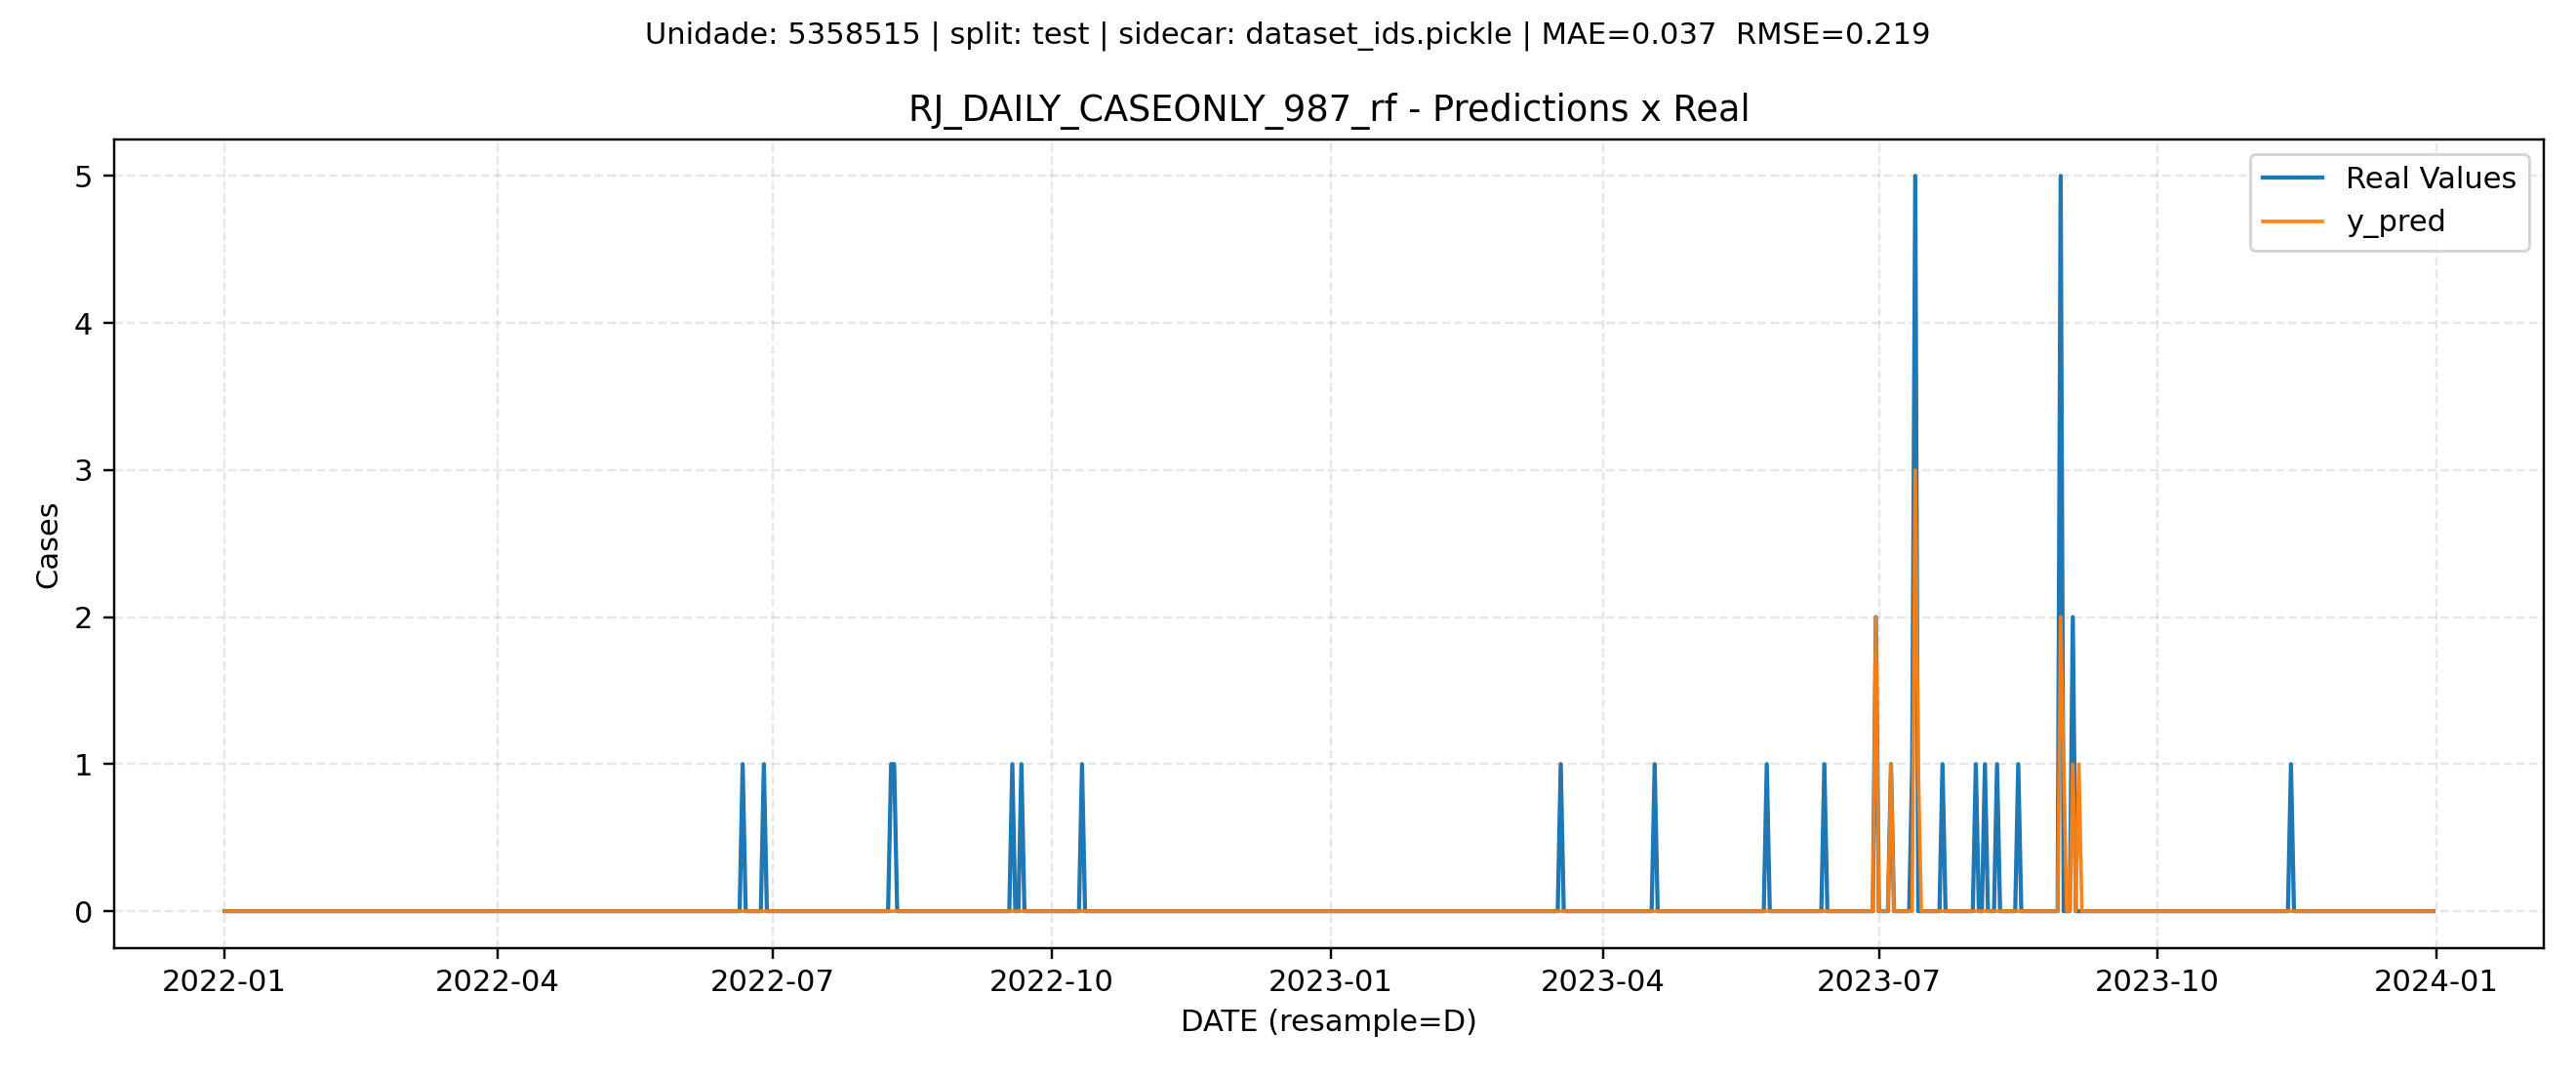 Unidade: 5358515 | split: test | sidecar: dataset_ids.pickle | MAE=0.037  RMSE=0.219
RJ_DAILY_CASEONLY_987_rf - Predictions x Real
Real Values
y_pred
Cases
5
4
3
2
1
0
2022-01
2022-04
2022-07
2022-10
2023-01
2023-04
2023-07
2023-10
2024-01
DATE (resample=D)